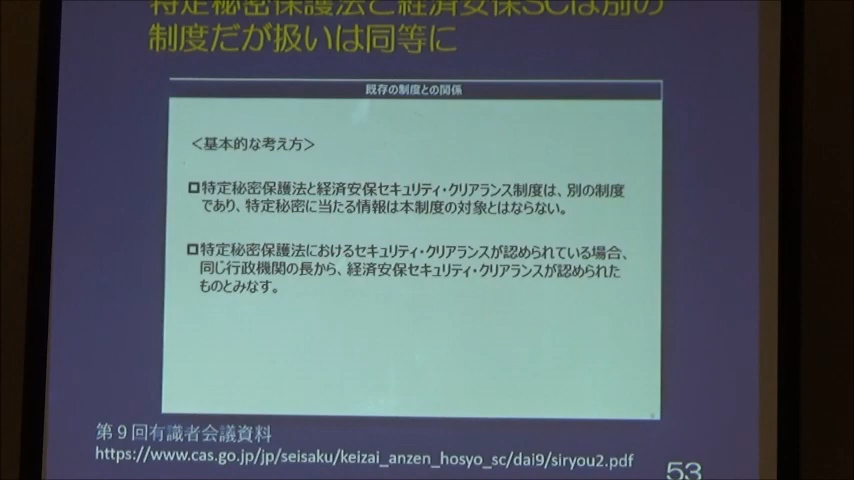 特定秘密保護法と経済安保SCは別の
制度だが扱いは同等に
既存の制度との関係
＜基本的な考え方＞
□特定秘密保護法と経済安保セキュリティ・クリアランス制度は、別の制度
であり、特定秘密に当たる情報は本制度の対象とはならない。
□特定秘密保護法におけるセキュリティ・クリアランスが認められている場合、
同じ行政機関の長から、経済安保セキュリティ・クリアランスが認められた
ものとみなす。
第9回有識者会議資料
https://www.cas.go.jp/jp/seisaku/keizai_anzen_hosyo_sc/dai9/siryou2.pdf
53